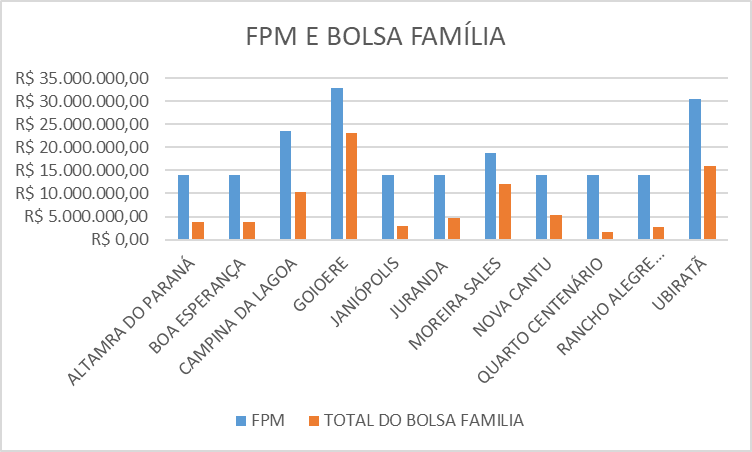 FPM E BOLSA FAMÍLIA
R$ 35.000.000,00
R$ 30.000.000,00
R$ 25.000.000,00
R$ 20.000.000,00
R$ 15.000.000,00
R$ 10.000.000,00
R$ 5.000.000,00
R$ 0,00
ALTAMRA DO PARANÁ
BOA ESPERANÇA
CAMPINA DA LAGOA
GOIOERE
JANIÓPOLIS
JURANDA
MOREIRA SALES
NOVA CANTU
QUARTO CENTENÁRIO
RANCHO ALEGRE...
UBIRATÃ
FPM
TOTAL DO BOLSA FAMILIA